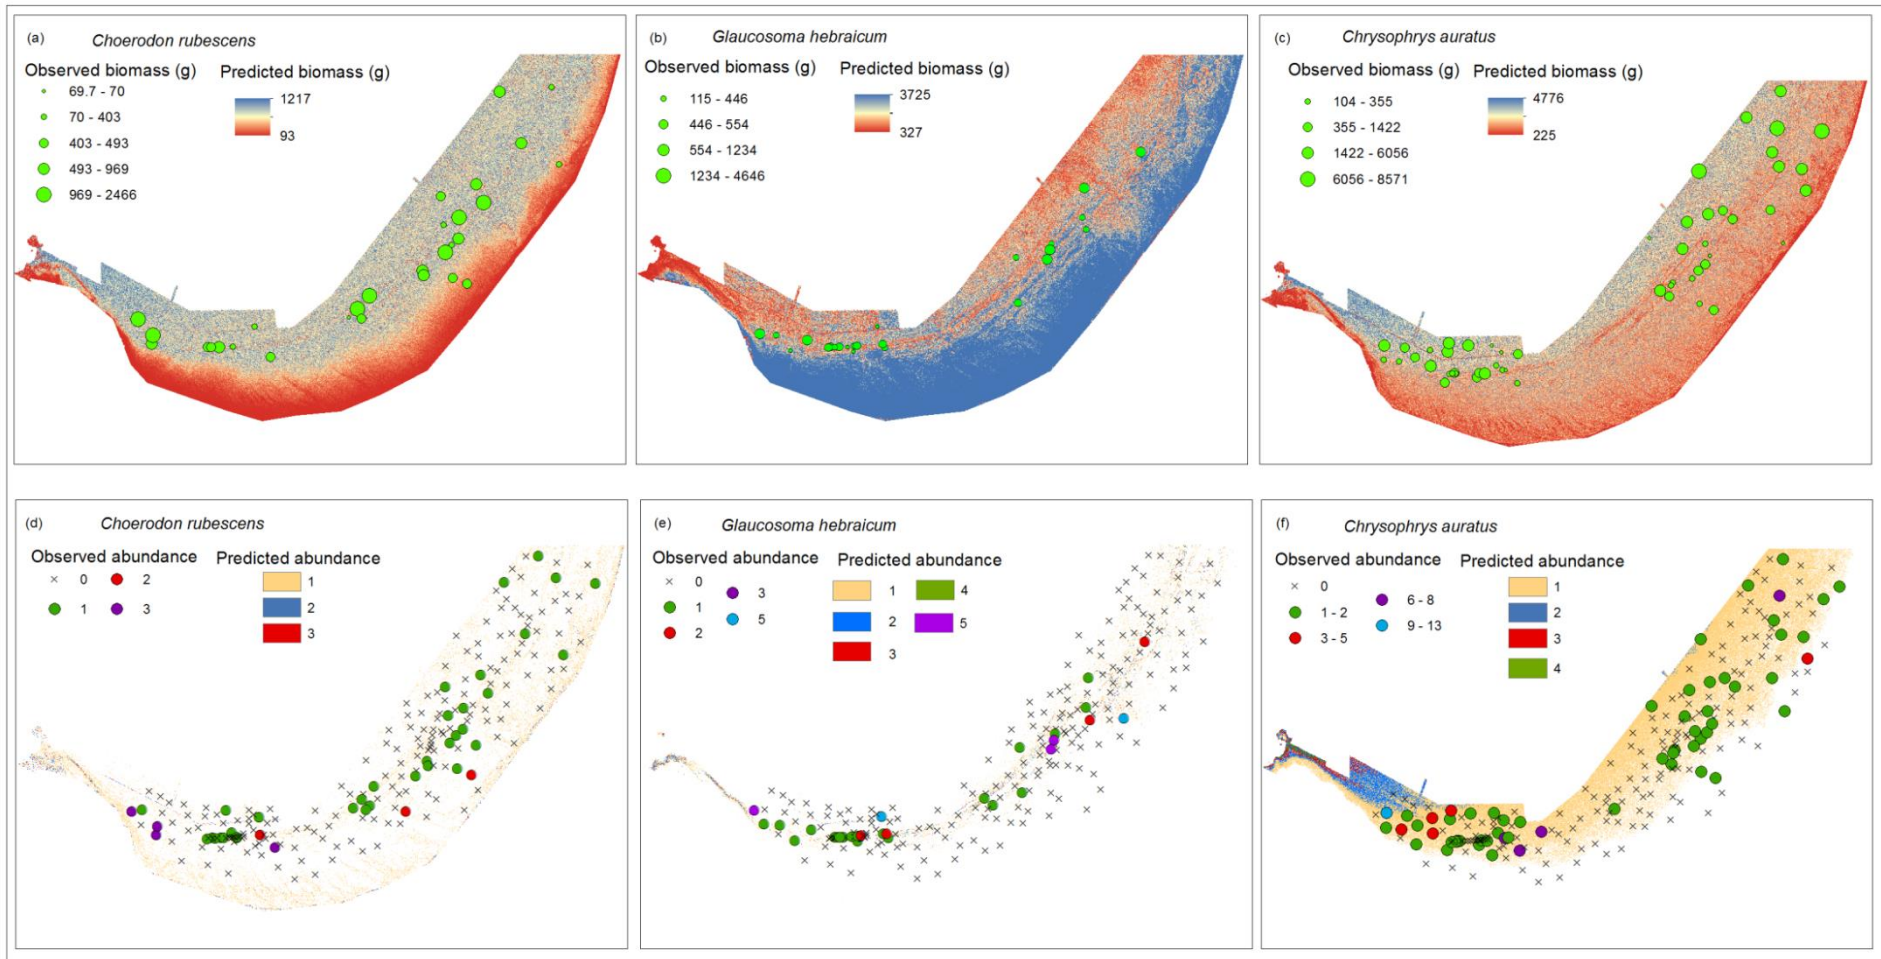 (a) Choerodon rubescens
Observed biomass (g) Predicted biomass (g)
69.7 - 70
70 - 403
403 - 493
493 - 969
969 - 2466
1217
93
(b) Glaucosoma hebraicum
Observed biomass (g) Predicted biomass (g)
115 - 446
446 - 554
554 - 1234
1234 - 4646
3725
327
(c) Chrysophrys auratus
Observed biomass (g) Predicted biomass (g)
104 - 355
355 - 1422
1422 - 6056
6056 - 8571
4776
225
(d) Choerodon rubescens
Observed abundance Predicted abundance
0 2
1 3
1
2
3
(e) Glaucosoma hebraicum
Observed abundance Predicted abundance
0 3
1 5
2
1 4
2 5
3
(f) Chrysophrys auratus
Observed abundance Predicted abundance
0 6 - 8
1 - 2 9 - 13
3 - 5
1
2
3
4